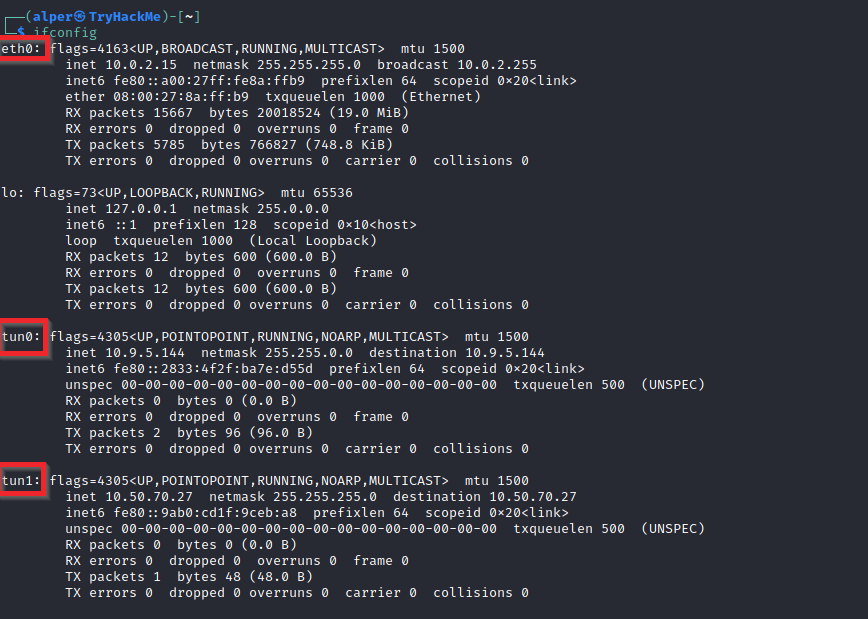 ┌──(alper㉿TryHackMe)-[~]
└─$ ifconfig
eth0: flags=4163<UP,BROADCAST,RUNNING,MULTICAST>  mtu 1500
        inet 10.0.2.15  netmask 255.255.255.0  broadcast 10.0.2.255
        inet6 fe80::a00:27ff:fe8a:ffb9  prefixlen 64  scopeid 0×20<link>
        ether 08:00:27:8a:ff:b9  txqueuelen 1000  (Ethernet)
        RX packets 15667  bytes 20018524 (19.0 MiB)
        RX errors 0  dropped 0  overruns 0  frame 0
        TX packets 5785  bytes 766827 (748.8 KiB)
        TX errors 0  dropped 0 overruns 0  carrier 0  collisions 0
lo: flags=73<UP,LOOPBACK,RUNNING>  mtu 65536
        inet 127.0.0.1  netmask 255.0.0.0
        inet6 ::1  prefixlen 128  scopeid 0×10<host>
        loop  txqueuelen 1000  (Local Loopback)
        RX packets 12  bytes 600 (600.0 B)
        RX errors 0  dropped 0  overruns 0  frame 0
        TX packets 12  bytes 600 (600.0 B)
        TX errors 0  dropped 0 overruns 0  carrier 0  collisions 0
tun0: flags=4305<UP,POINTOPOINT,RUNNING,NOARP,MULTICAST>  mtu 1500
        inet 10.9.5.144  netmask 255.255.0.0  destination 10.9.5.144
        inet6 fe80::2833:4f2f:ba7e:d55d  prefixlen 64  scopeid 0×20<link>
        unspec 00-00-00-00-00-00-00-00-00-00-00-00-00-00-00-00  txqueuelen 500  (UNSPEC)
        RX packets 0  bytes 0 (0.0 B)
        RX errors 0  dropped 0  overruns 0  frame 0
        TX packets 2  bytes 96 (96.0 B)
        TX errors 0  dropped 0 overruns 0  carrier 0  collisions 0
tun1: flags=4305<UP,POINTOPOINT,RUNNING,NOARP,MULTICAST>  mtu 1500
        inet 10.50.70.27  netmask 255.255.255.0  destination 10.50.70.27
        inet6 fe80::9ab0:cd1f:9ceb:a8  prefixlen 64  scopeid 0×20<link>
        unspec 00-00-00-00-00-00-00-00-00-00-00-00-00-00-00-00  txqueuelen 500  (UNSPEC)
        RX packets 0  bytes 0 (0.0 B)
        RX errors 0  dropped 0  overruns 0  frame 0
        TX packets 1  bytes 48 (48.0 B)
        TX errors 0  dropped 0 overruns 0  carrier 0  collisions 0